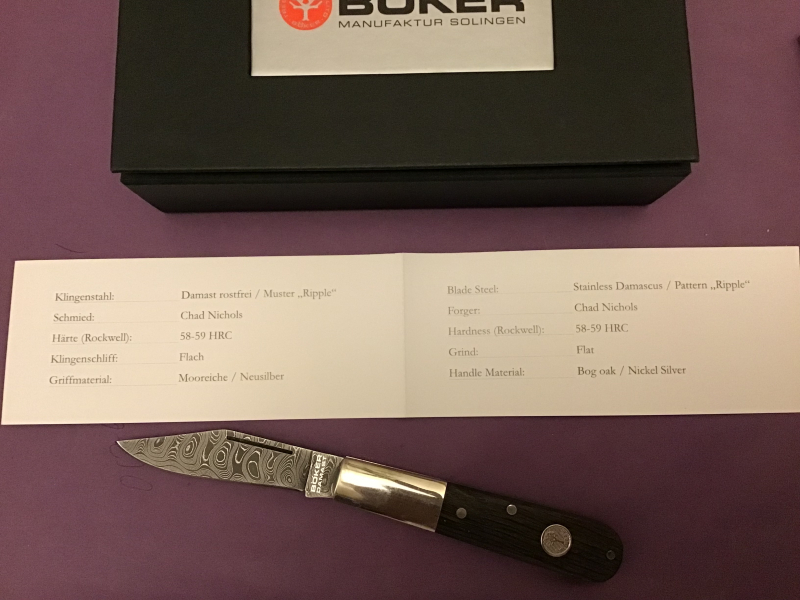 BÖKER
MANUFAKTUR SOLINGEN
Klingenstahl: Damast rostfrei / Muster „Ripple“
Schmied: Chad Nichols
Härte (Rockwell): 58-59 HRC
Klingenschliff: Flach
Griffmaterial: Mooreiche / Neusilber
Blade Steel: Stainless Damascus / Pattern „Ripple“
Forger: Chad Nichols
Hardness (Rockwell): 58-59 HRC
Grind: Flat
Handle Material: Bog oak / Nickel Silver
BÖKER
DAMAST